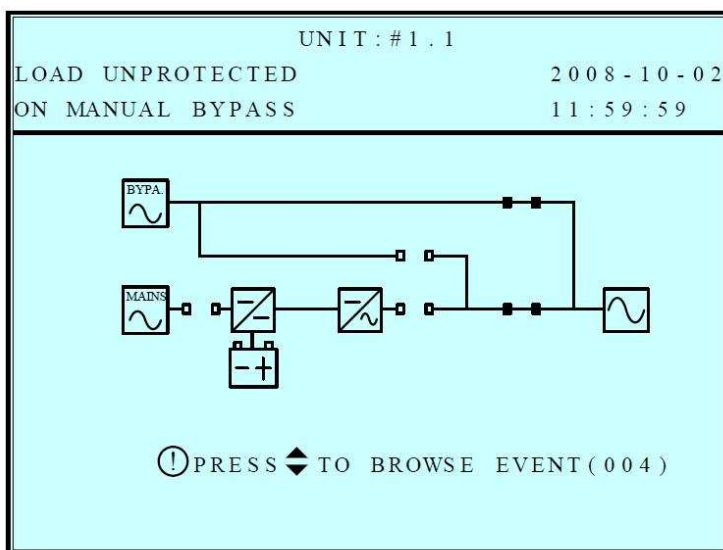 UNIT:#1.1
LOAD UNPROTECTED 2008-10-02
ON MANUAL BYPASS 11:59:59
BYPA.
MAINS
PRESS TO BROWSE EVENT(004)